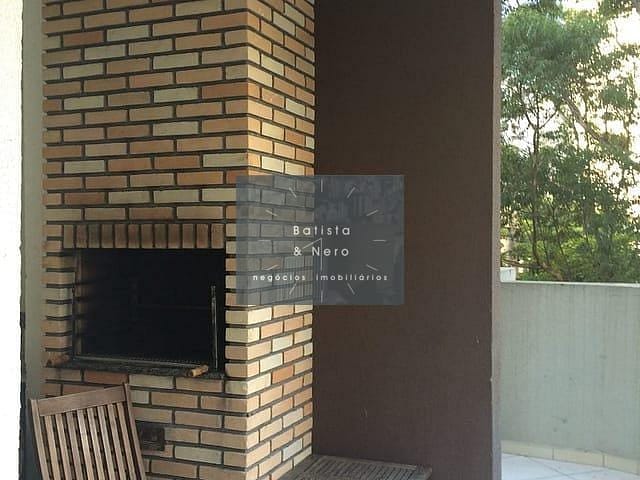 Batista
& Nero
negócios imobiliários